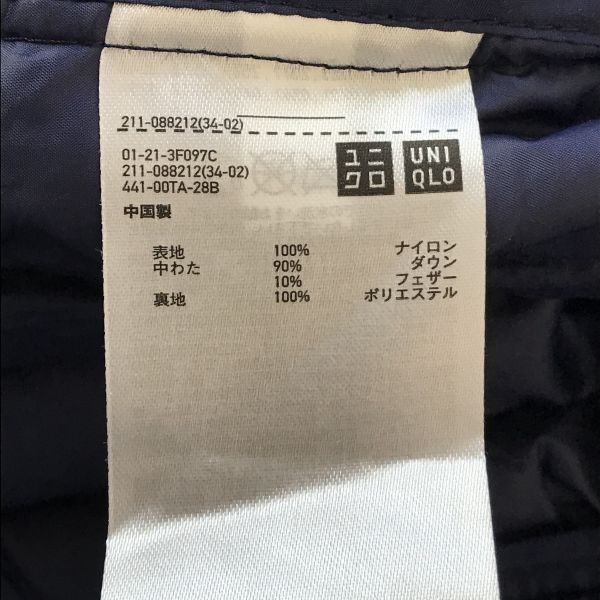 211-088212(34-02)
01-21-3F097C
211-088212(34-02)
441-00TA-28B
中国製
ユニ
クロ
UNI
QLO
表地 100% ナイロン
中わた 90% ダウン
10% フェザー
裏地 100% ポリエステル